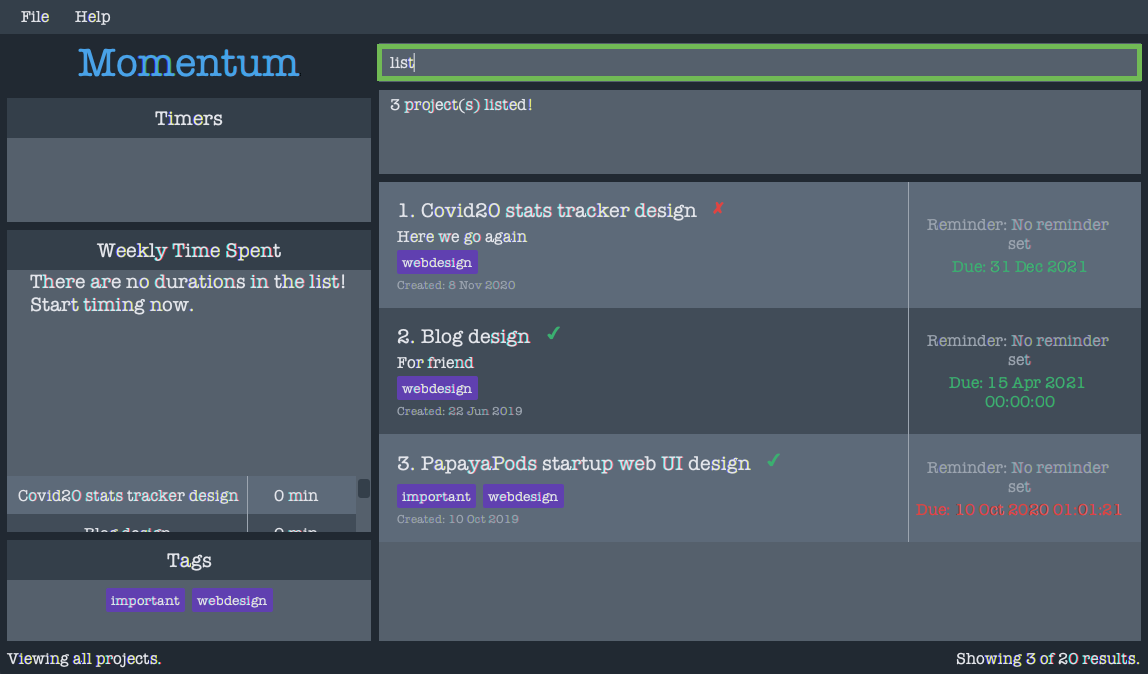 File Help
Momentum
list
Timers
3 project(s) listed!
Weekly Time Spent
There are no durations in the list!
Start timing now.
Covid20 stats tracker design 0 min
Blog design 0 min
Tags
important webdesign
1. Covid20 stats tracker design ✗
Here we go again
webdesign
Created: 8 Nov 2020
Reminder: No reminder
set
Due: 31 Dec 2021
2. Blog design ✓
For friend
webdesign
Created: 22 Jun 2019
Reminder: No reminder
set
Due: 15 Apr 2021
00:00:00
3. PapayaPods startup web UI design ✓
important webdesign
Created: 10 Oct 2019
Reminder: No reminder
set
Due: 10 Oct 2020 01:01:21
Viewing all projects.
Showing 3 of 20 results.